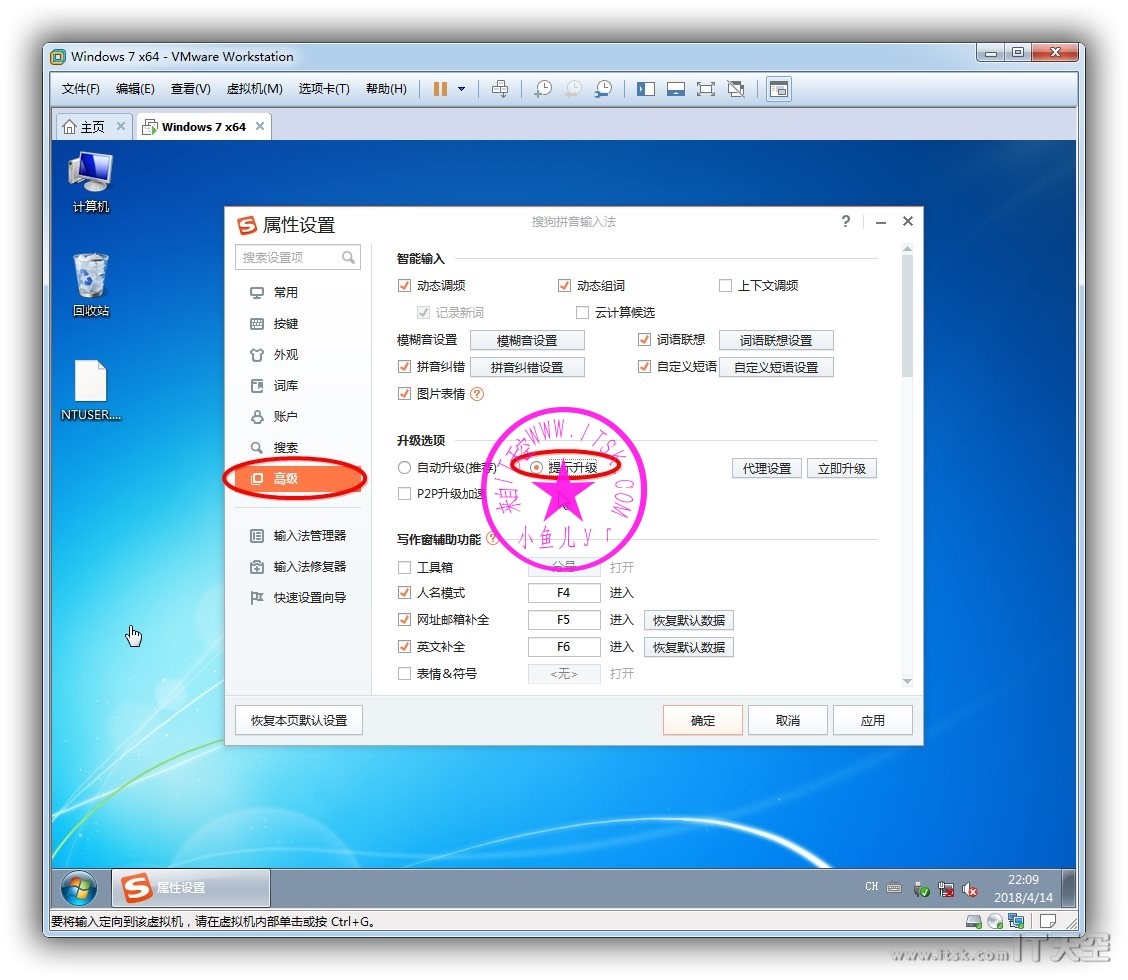 Windows 7 x64 - VMware Workstation
文件(F) 编辑(E) 查看(V) 虚拟机(M) 选项卡(T) 帮助(H)
主页 Windows 7 x64
计算机
回收站
NTUSER....
属性设置 搜狗拼音输入法
搜索设置项
常用
按键
外观
词库
账户
搜索
高级
输入法管理器
输入法修复器
快速设置向导
智能输入
动态调频 动态组词 上下文调频
记录新词 云计算候选
模糊音设置 模糊音设置 词语联想 词语联想设置
拼音纠错 拼音纠错设置 自定义短语 自定义短语设置
图片表情 ?
升级选项
自动升级(推荐) 提示升级 代理设置 立即升级
P2P升级加速
来自IT天空WWW.ITSK.COM
小鱼儿yr
写作窗辅助功能 ?
工具箱 分号 打开
人名模式 F4 进入
网址邮箱补全 F5 进入 恢复默认数据
英文补全 F6 进入 恢复默认数据
表情&符号 <无> 打开
恢复本页默认设置 确定 取消 应用
属性设置
CH 22:09
2018/4/14
要将输入定向到该虚拟机，请在虚拟机内部单击或按 Ctrl+G。
www.itsk.com IT天空